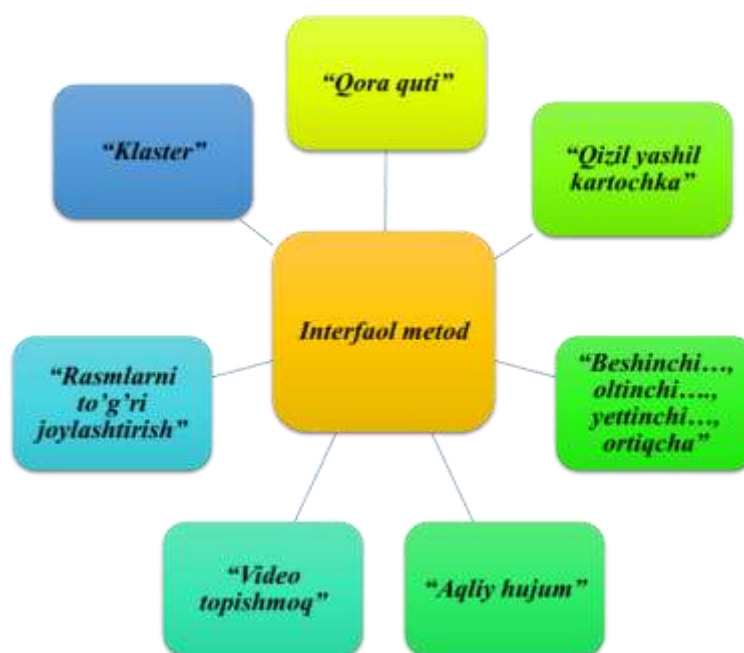 “Qora quti”
“Klaster”
“Qizil yashil
kartochka”
Interfaol metod
“Rasmlarni
to’g’ri
joylashtirish”
“Beshinchi…,
oltinchi….,
yettinchi…,
ortiqcha”
“Video
topishmoq”
“Aqliy hujum”